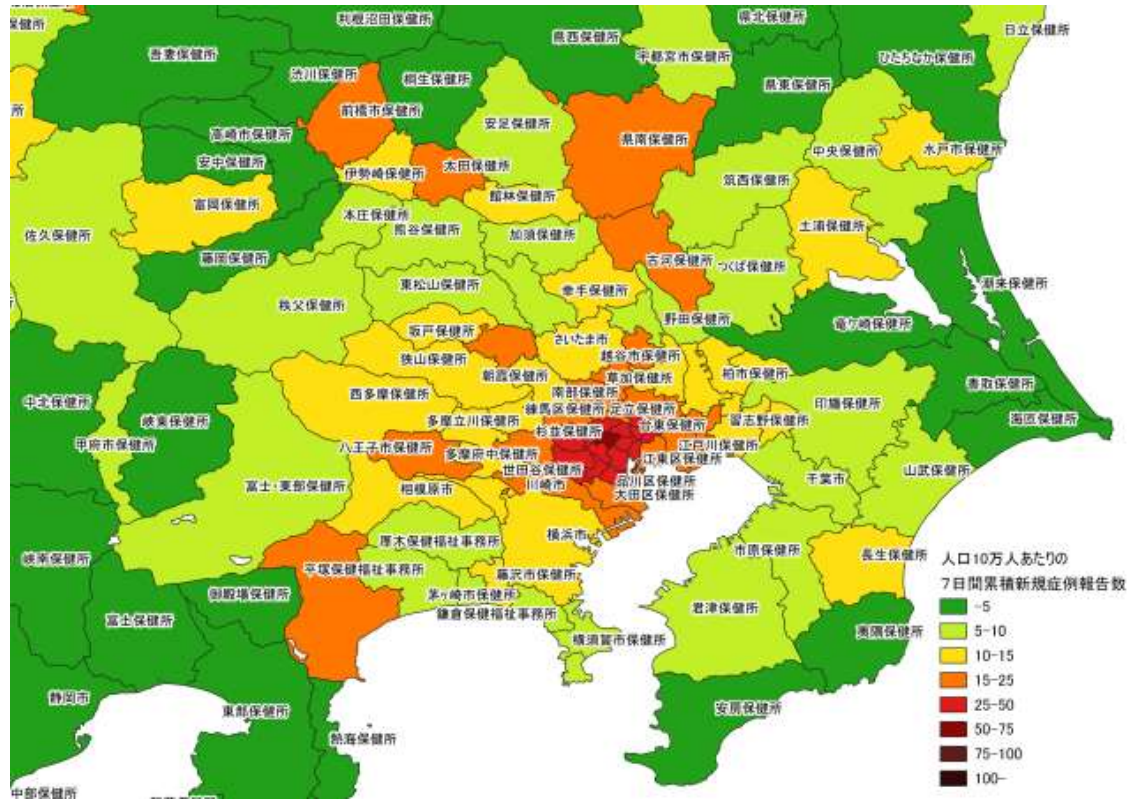 保健所
利根沼田保健所
県西保健所
県北保健所
日立保健所
吾妻保健所
宇都宮市保健所
ひたちなか保健所
渋川保健所
桐生保健所
県東保健所
前橋市保健所
高崎市保健所
安足保健所
県南保健所
安中保健所
太田保健所
中央保健所
水戸市保健所
伊勢崎保健所
館林保健所
筑西保健所
富岡保健所
本庄保健所
熊谷保健所
加須保健所
土浦保健所
佐久保健所
藤岡保健所
古河保健所
つくば保健所
東松山保健所
幸手保健所
潮来保健所
秩父保健所
野田保健所
竜ケ崎保健所
坂戸保健所
さいたま市
狭山保健所
越谷市保健所
朝霞保健所
草加保健所
柏市保健所
香取保健所
西多摩保健所
南部保健所
印旛保健所
中北保健所
峡東保健所
練馬区保健所
足立保健所
海匝保健所
多摩立川保健所
杉並保健所
台東保健所
習志野保健所
甲府市保健所
八王子市保健所
多摩府中保健所
江戸川保健所
世田谷保健所
江東区保健所
山武保健所
富士・東部保健所
相模原市
川崎市
品川区保健所
千葉市
大田区保健所
厚木保健福祉事務所
横浜市
市原保健所
長生保健所
峡南保健所
平塚保健福祉事務所
藤沢市保健所
御殿場保健所
茅ヶ崎市保健所
君津保健所
富士保健所
鎌倉保健福祉事務所
横須賀市保健所
夷隅保健所
静岡市
東部保健所
安房保健所
熱海保健所
中部保健所
人口10万人あたりの
7日間累積新規症例報告数
-5
5-10
10-15
15-25
25-50
50-75
75-100
100-